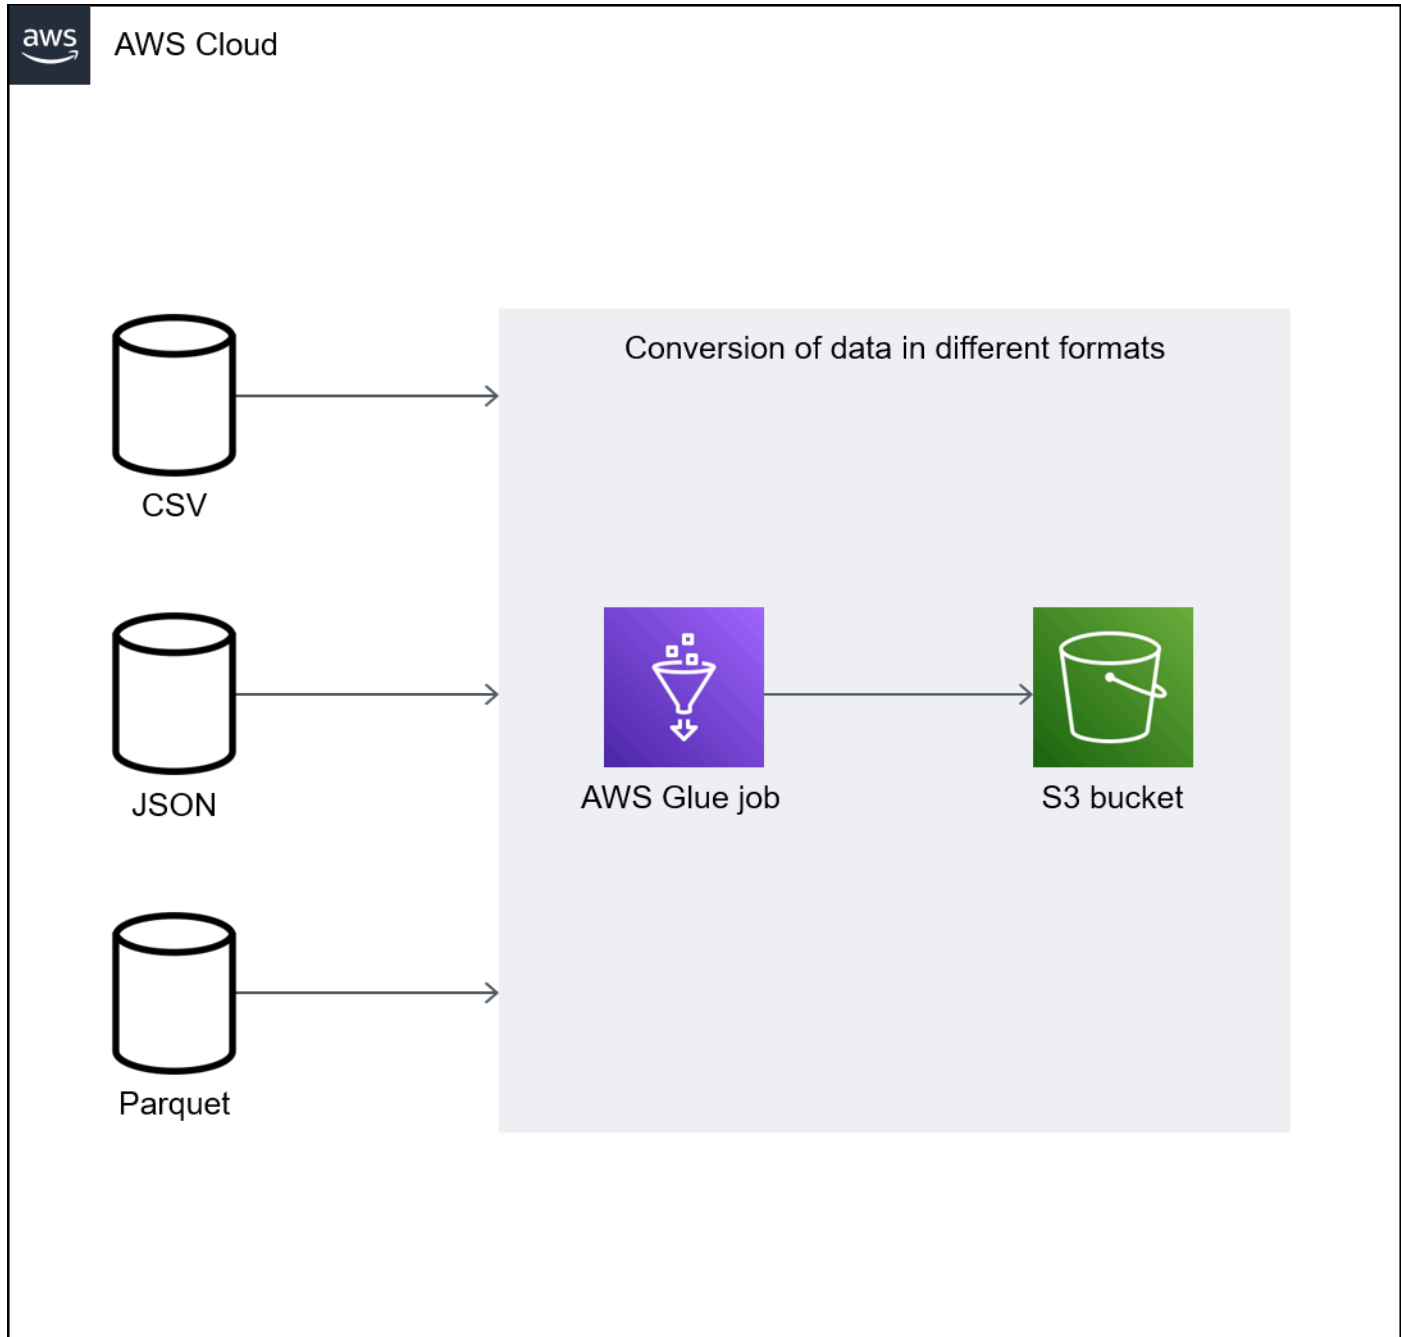 aws
AWS Cloud
Conversion of data in different formats
CSV
JSON
AWS Glue job
S3 bucket
Parquet